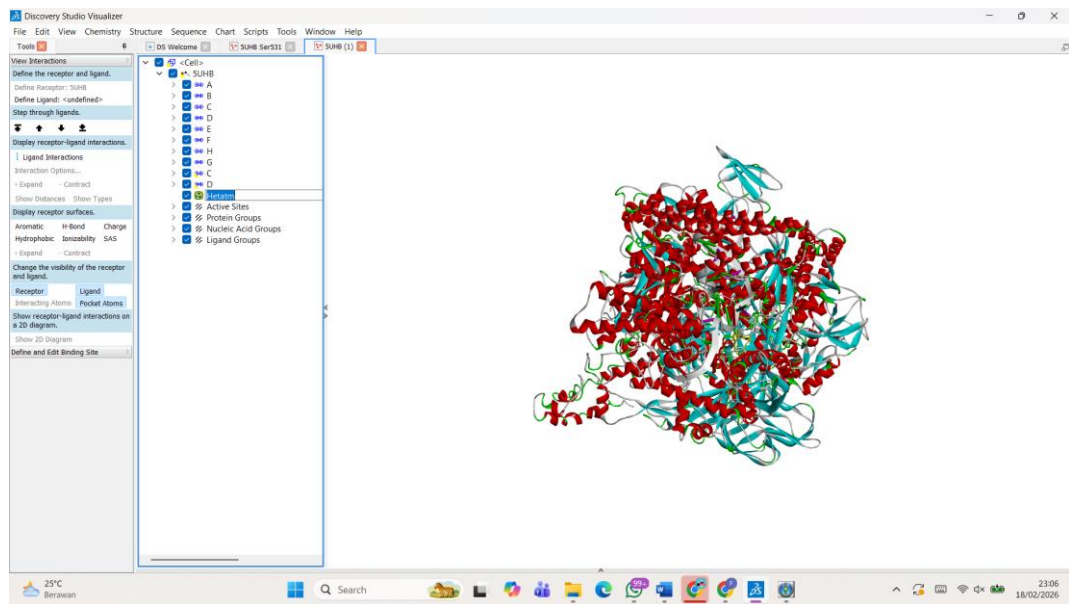 Discovery Studio Visualizer
File Edit View Chemistry Structure Sequence Chart Scripts Tools Window Help
Tools
DS Welcome
5UHB Ser531
5UHB (1)
View Interactions
Define the receptor and ligand.
Define Receptor: 5UHB
Define Ligand: <undefined>
Step through ligands.
Display receptor-ligand interactions.
Ligand Interactions
Interaction Options...
+ Expand - Contract
Show Distances Show Types
Display receptor surfaces.
Aromatic H-Bond Charge
Hydrophobic Ionizability SAS
+ Expand - Contract
Change the visibility of the receptor
and ligand.
Receptor Ligand
Interacting Atoms Pocket Atoms
Show receptor-ligand interactions on
a 2D diagram.
Show 2D Diagram
Define and Edit Binding Site
<Cell>
5UHB
A
B
C
D
E
F
H
G
C
D
Hetatm
Active Sites
Protein Groups
Nucleic Acid Groups
Ligand Groups
25°C
Berawan
Search
99+
23:06
18/02/2026